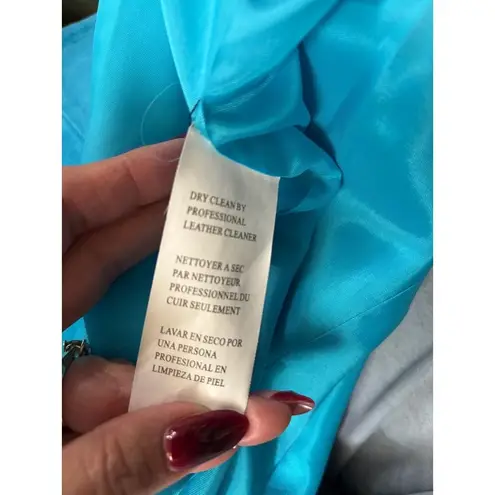 DRY CLEAN BY
PROFESSIONAL
LEATHER CLEANER
NETTOYER A SEC
PAR NETTOYEUR
PROFESSIONNEL DU
CUIR SEULEMENT
LAVAR EN SECO POR
UNA PERSONA
PROFESIONAL EN
LIMPIEZA DE PIEL